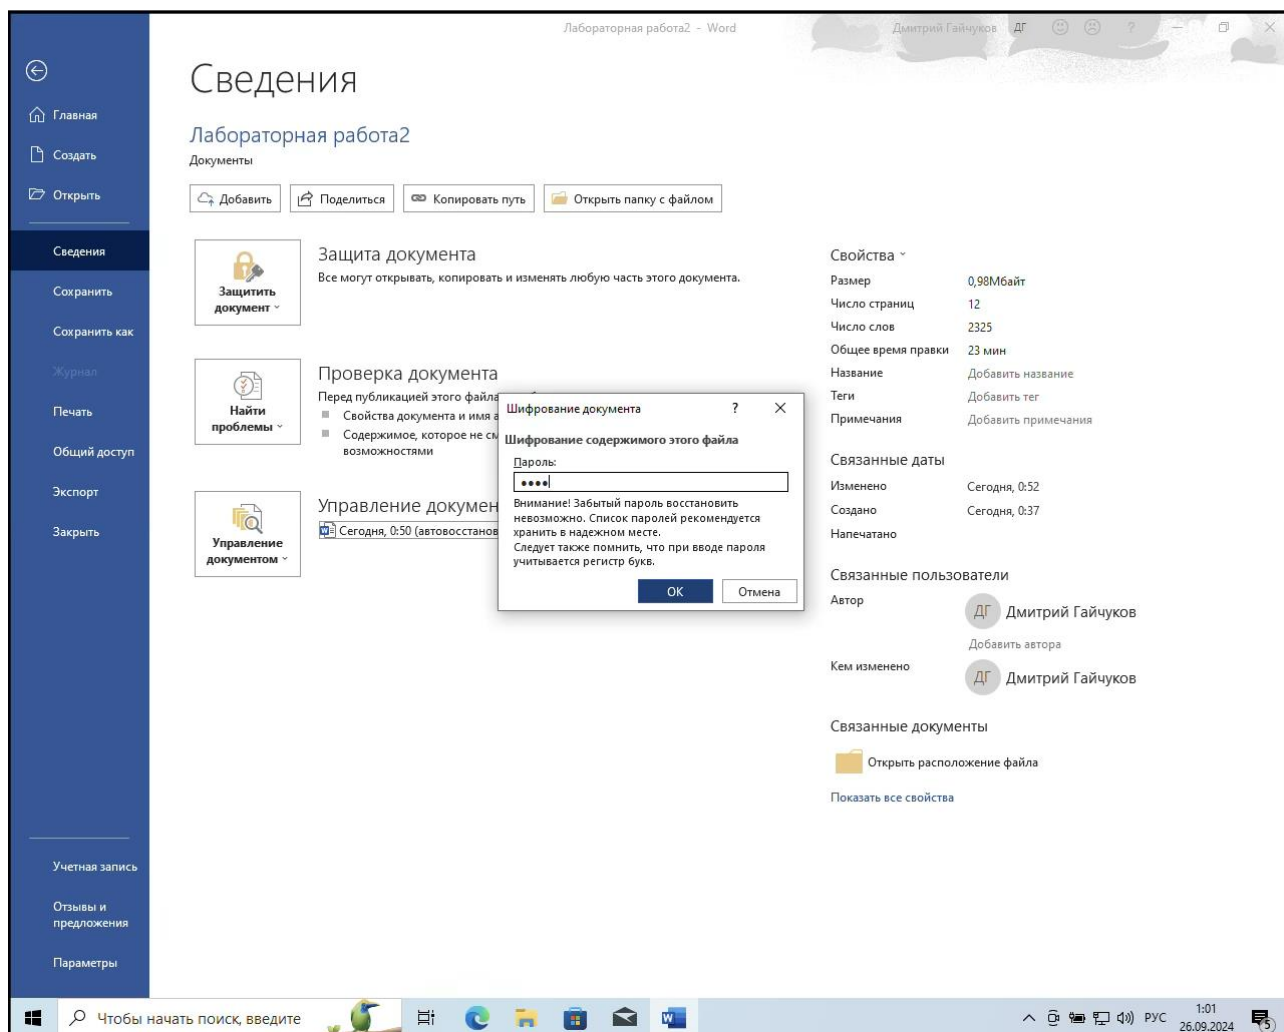 Лабораторная работа2 - Word
Дмитрий Гайчуков ДГ ?
Сведения
Главная
Создать
Открыть
Сведения
Сохранить
Сохранить как
Журнал
Печать
Общий доступ
Экспорт
Закрыть
Учетная запись
Отзывы и
предложения
Параметры
Лабораторная работа2
Документы
Добавить
Поделиться
Копировать путь
Открыть папку с файлом
Защитить
документ
Защита документа
Все могут открывать, копировать и изменять любую часть этого документа.
Найти
проблемы
Проверка документа
Перед публикацией этого файла
Свойства документа и имя а
Содержимое, которое не см
возможностями
Управление
документом
Управление докумен
Сегодня, 0:50 (автовосстанов
Шифрование документа ?
Шифрование содержимого этого файла
Пароль:
Внимание! Забытый пароль восстановить
невозможно. Список паролей рекомендуется
хранить в надежном месте.
Следует также помнить, что при вводе пароля
учитывается регистр букв.
ОК
Отмена
Свойства
Размер 0,98Мбайт
Число страниц 12
Число слов 2325
Общее время правки 23 мин
Название Добавить название
Теги Добавить тег
Примечания Добавить примечания
Связанные даты
Изменено Сегодня, 0:52
Создано Сегодня, 0:37
Напечатано
Связанные пользователи
Автор
ДГ Дмитрий Гайчуков
Добавить автора
Кем изменено
ДГ Дмитрий Гайчуков
Связанные документы
Открыть расположение файла
Показать все свойства
Чтобы начать поиск, введите
РУС
1:01
26.09.2024